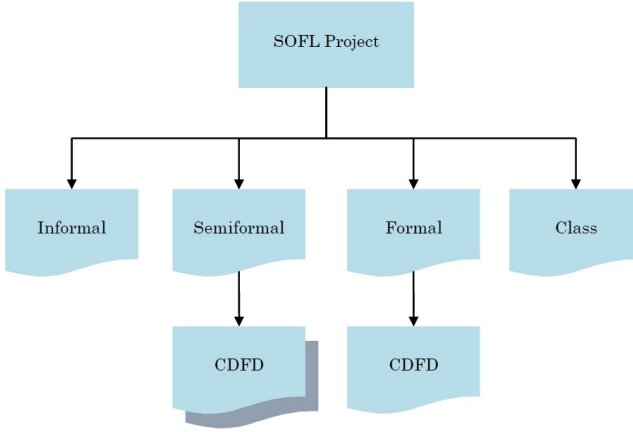 SOFL Project
Informal
Semiformal
Formal
Class
CDFD
CDFD